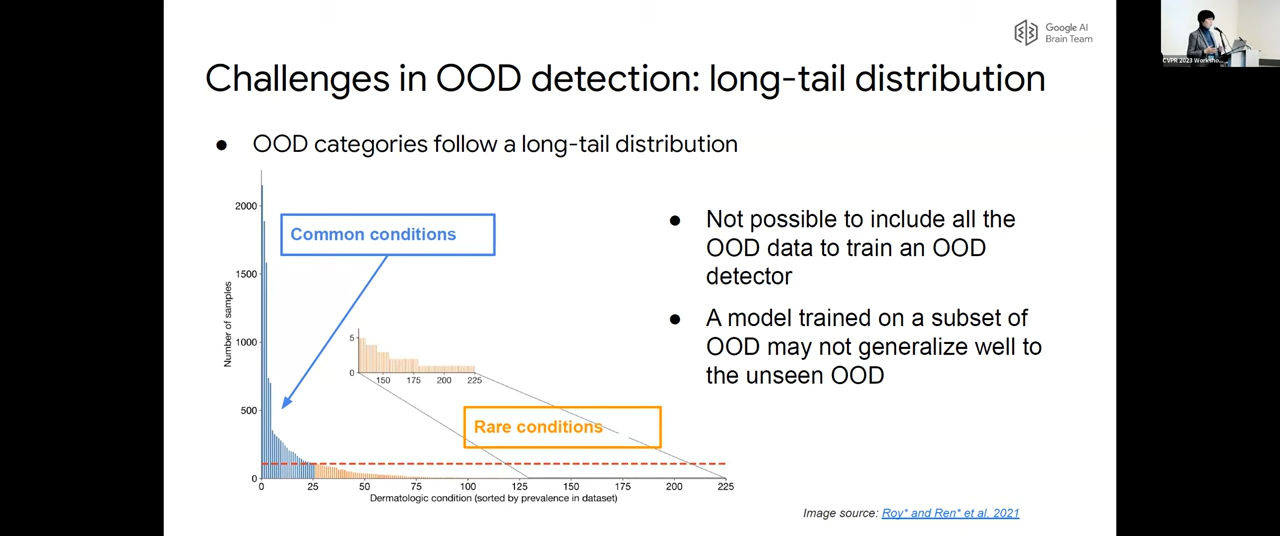 Google AI
Brain Team
CVPR 2023 Worksho...
Challenges in OOD detection: long-tail distribution
● OOD categories follow a long-tail distribution
2000
1500
1000
500
0
Number of samples
Common conditions
5
0
150 175 200 225
Rare conditions
0 25 50 75 100 125 150 175 200 225
Dermatologic condition (sorted by prevalence in dataset)
● Not possible to include all the
OOD data to train an OOD
detector
● A model trained on a subset of
OOD may not generalize well to
the unseen OOD
Image source: Roy* and Ren* et al. 2021